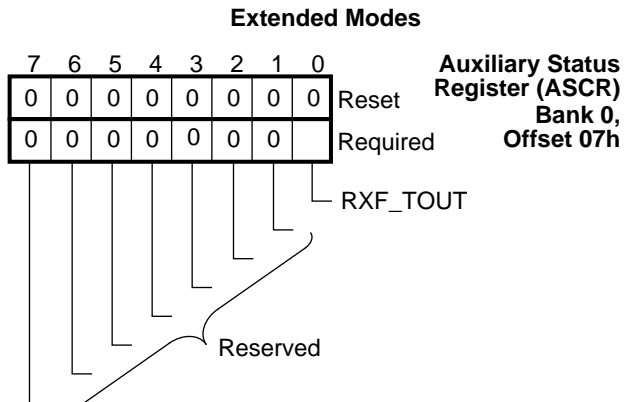 Extended Modes
7 6 5 4 3 2 1 0
0 0 0 0 0 0 0 0 Reset
0 0 0 0 0 0 0 Required
Auxiliary Status
Register (ASCR)
Bank 0,
Offset 07h
RXF_TOUT
Reserved